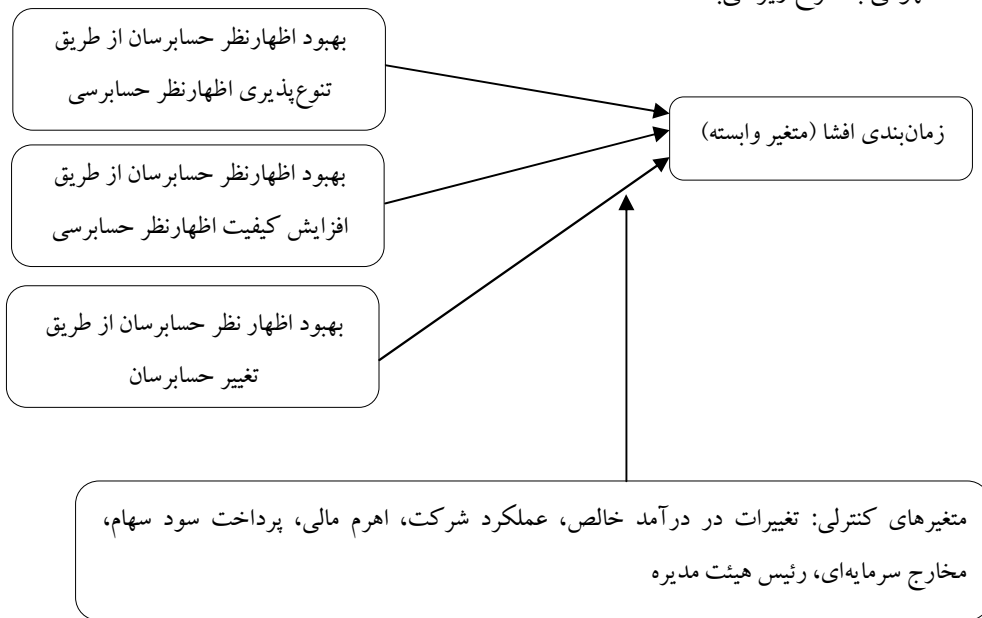 بهبود اظهارنظر حسابرسان از طریق
تنوع‌پذیری اظهارنظر حسابرسی
زمان‌بندی افشا (متغیر وابسته)
بهبود اظهارنظر حسابرسان از طریق
افزایش کیفیت اظهارنظر حسابرسی
بهبود اظهار نظر حسابرسان از طریق
تغییر حسابرسان
متغیرهای کنترلی: تغییرات در درآمد خالص، عملکرد شرکت، اهرم مالی، پرداخت سود سهام،
مخارج سرمایه‌ای، رئیس هیئت مدیره